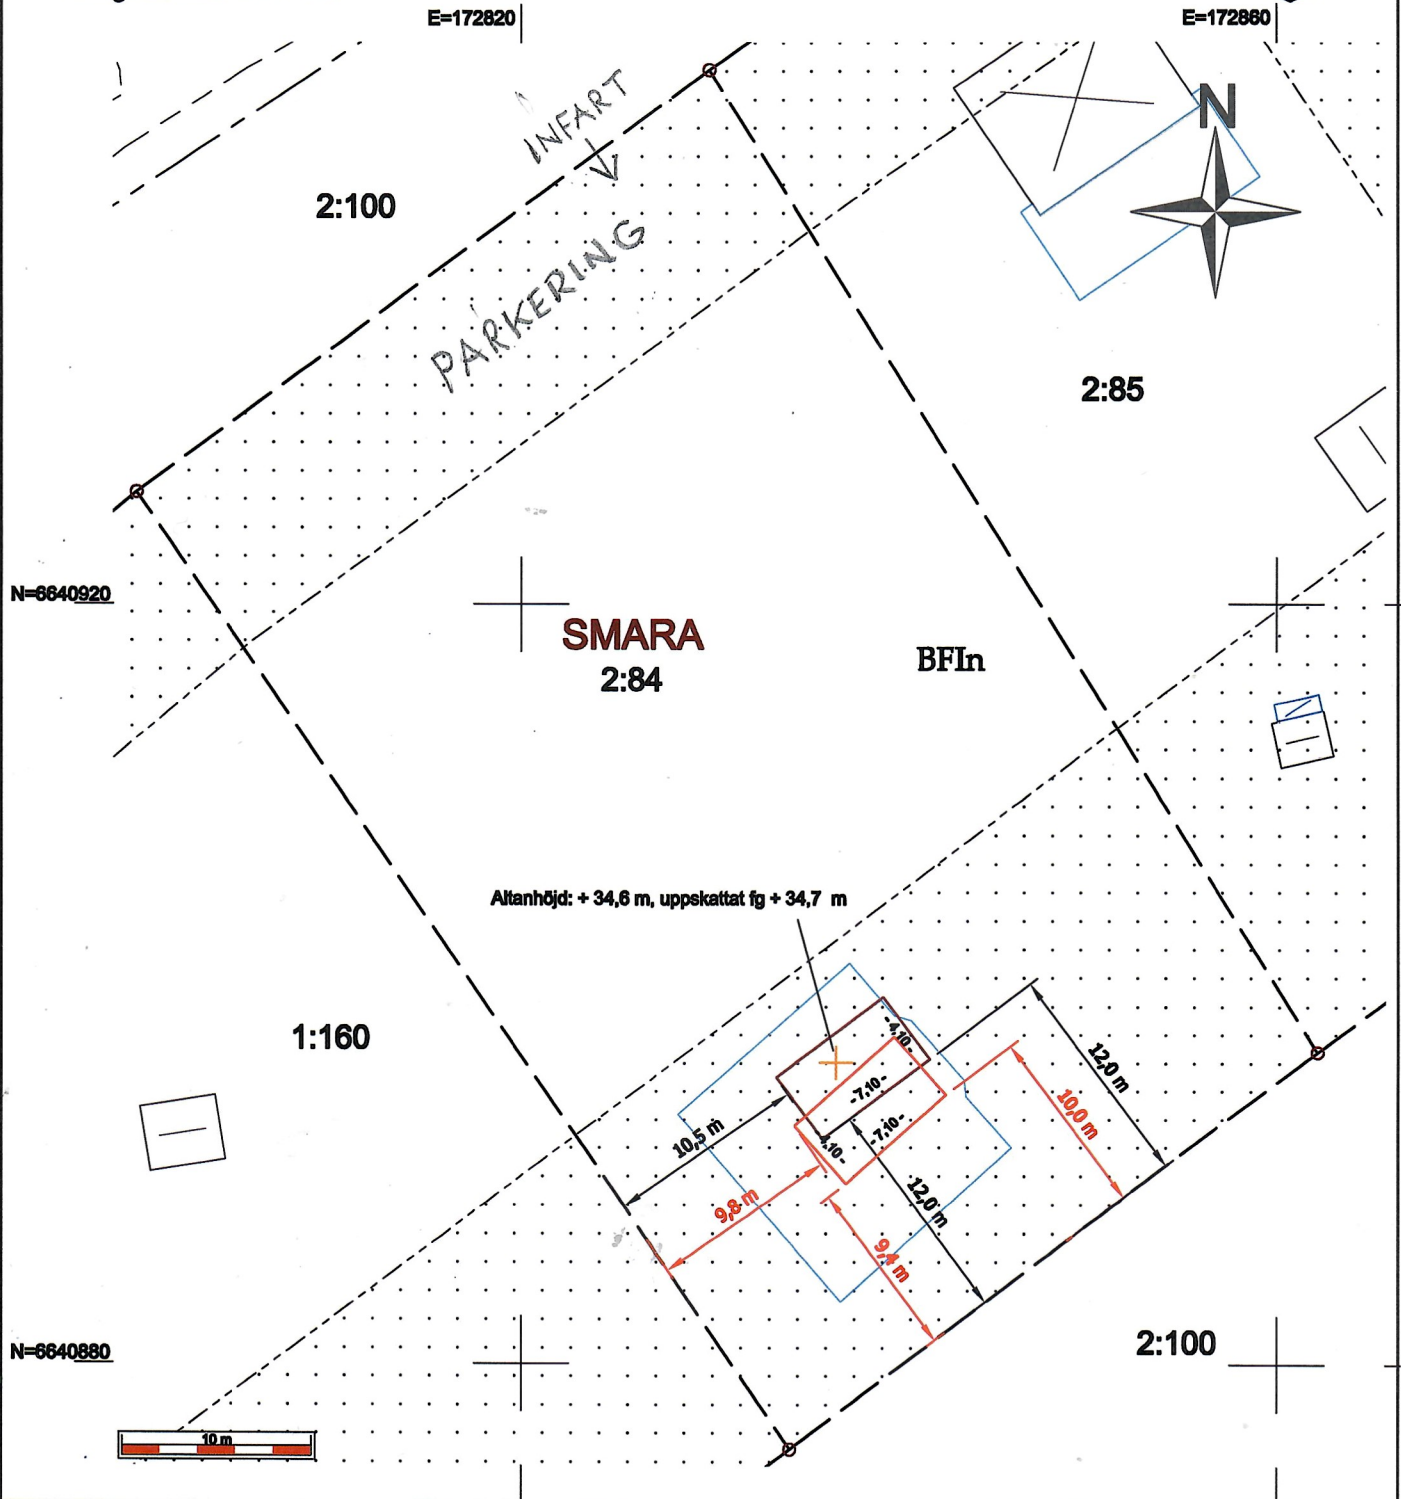 E=172820
E=172860
N
INFART
2:100
PARKERING
2:85
N=6640920
SMARA
2:84
BFIn
Altanhöjd: + 34,6 m, uppskattat fg + 34,7 m
1:160
-4,10-
12,0 m
-7,10-
10,0 m
-7,10-
10,5 m
4,10-
12,0 m
9,8 m
9,4 m
2:100
N=6640880
10 m